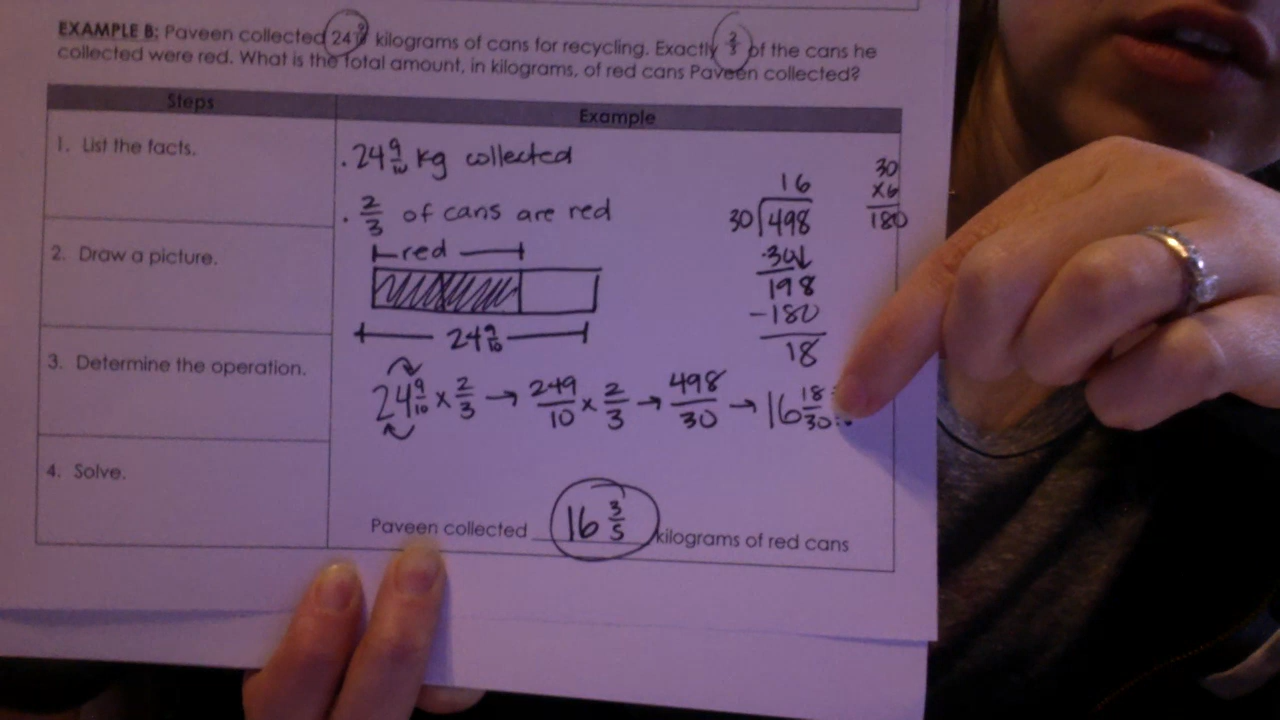 EXAMPLE B: Paveen collected 24 9/10 kilograms of cans for recycling. Exactly 2/3 of the cans he
collected were red. What is the total amount, in kilograms, of red cans Paveen collected?
Steps
Example
1. List the facts.
. 24 9/10 kg collected
. 2/3 of cans are red
2. Draw a picture.
red
24 9/10
16
30 498
198
-180
18
30
x6
180
3. Determine the operation.
24 9/10 x 2/3 → 249/10 x 2/3 → 498/30 → 16 18/30
4. Solve.
Paveen collected 16 3/5 kilograms of red cans